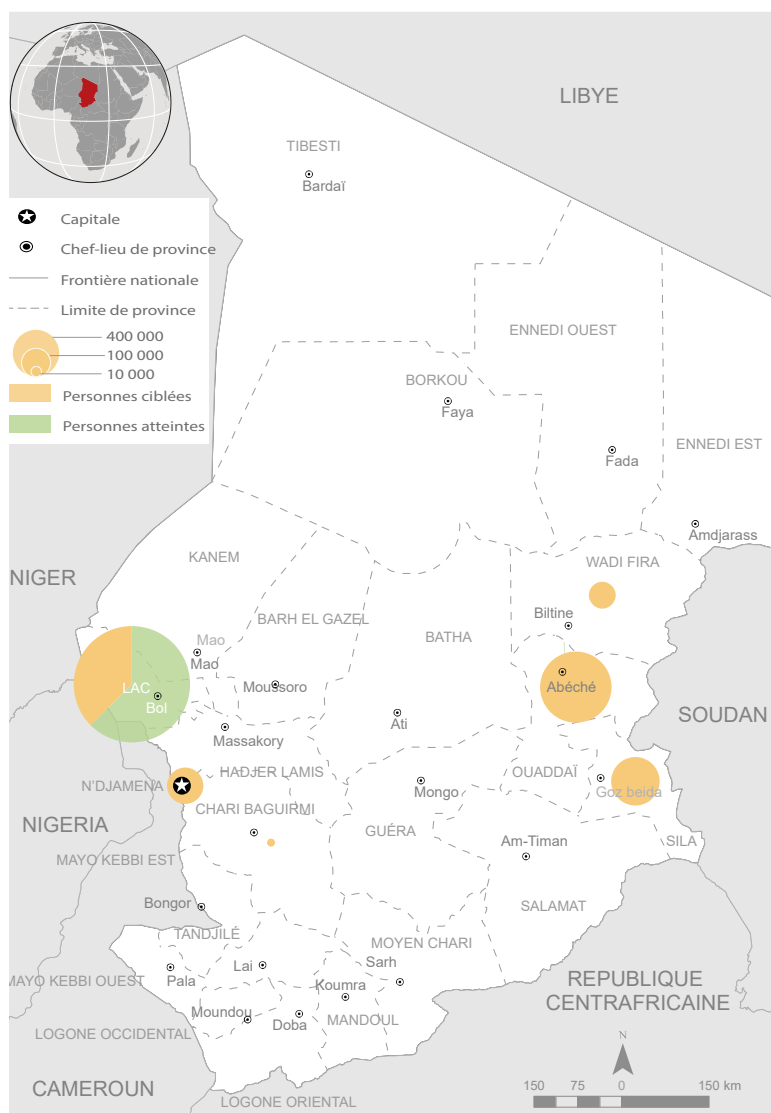 LIBYE
TIBESTI
Bardaï
Capitale
Chef-lieu de province
Frontière nationale
Limite de province
400 000
100 000
10 000
Personnes ciblées
Personnes atteintes
ENNEDI OUEST
BORKOU
Faya
ENNEDI EST
Fada
Amdjarass
KANEM
WADI FIRA
NIGER
BARH EL GAZEL
Biltine
BATHA
Mao
Mao
LAC
Bol
Moussoro
Abéché
SOUDAN
Ati
Massakory
HADJER LAMIS
OUADDAÏ
N'DJAMENA
Mongo
Goz beida
CHARI BAGUIRMI
NIGERIA
GUÉRA
Am-Timan
SILA
MAYO KEBBI EST
Bongor
SALAMAT
TANDJILÉ
MOYEN CHARI
Sarh
Lai
MAYO KEBBI OUEST
Pala
Koumra
REPUBLIQUE
CENTRAFRICAINE
Moundou
Doba
MANDOUL
LOGONE OCCIDENTAL
N
CAMEROUN
LOGONE ORIENTAL
150 75 0 150 km